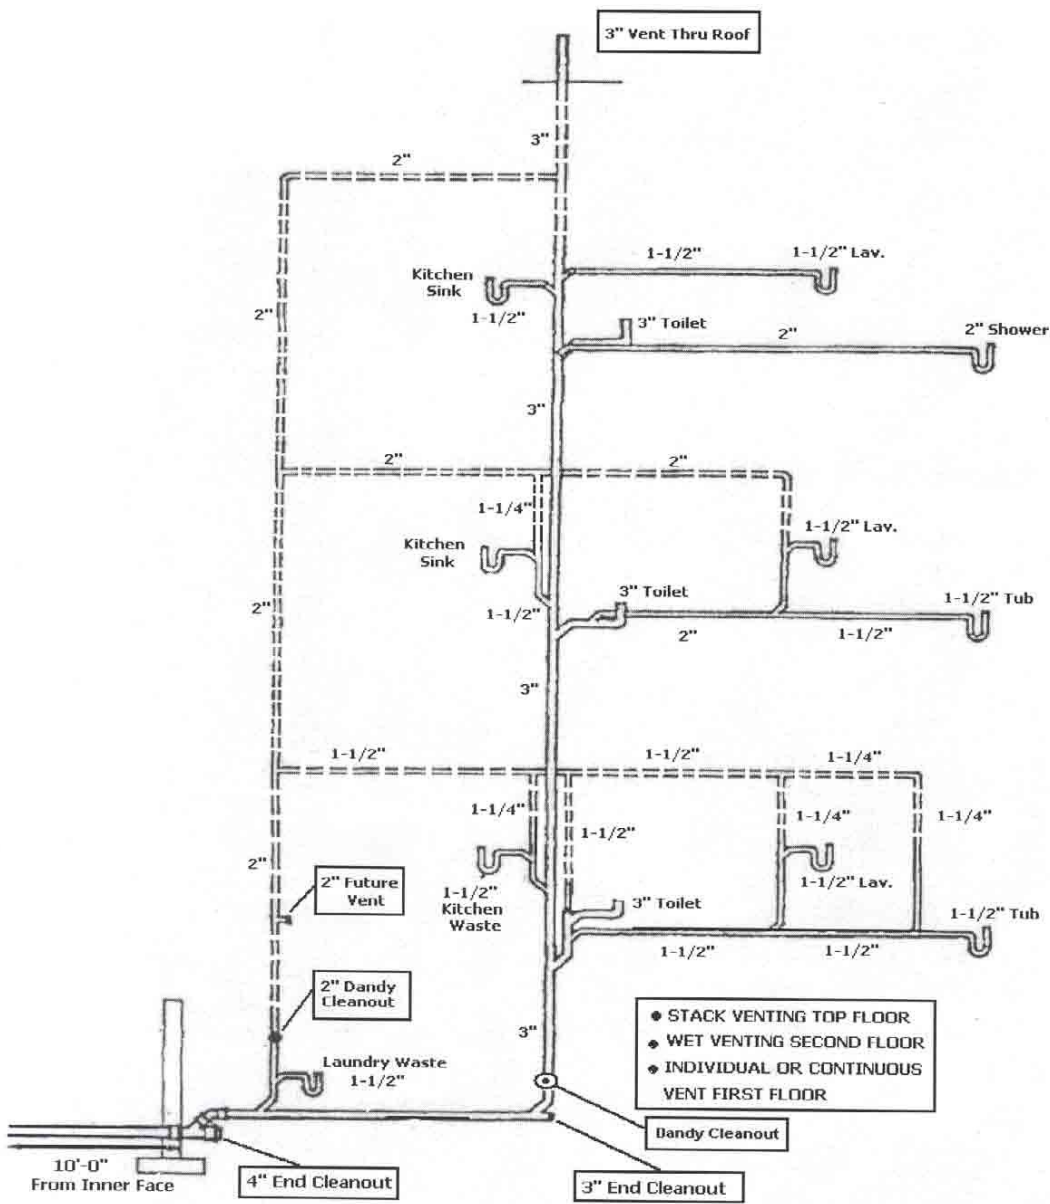 3" Vent Thru Roof
3"
2"
1-1/2"
1-1/2" Lav.
Kitchen
Sink
1-1/2"
2"
3" Toilet
2"
2" Shower
3"
2"
2"
1-1/4"
1-1/2" Lav.
Kitchen
Sink
2"
1-1/2"
3" Toilet
2"
1-1/2"
1-1/2" Tub
3"
1-1/2"
1-1/2"
1-1/4"
1-1/4"
1-1/2"
1-1/4"
1-1/4"
2"
2" Future
Vent
1-1/2"
Kitchen
Waste
3" Toilet
1-1/2" Lav.
1-1/2" Tub
1-1/2"
1-1/2"
2" Dandy
Cleanout
3"
• STACK VENTING TOP FLOOR
• WET VENTING SECOND FLOOR
• INDIVIDUAL OR CONTINUOUS
VENT FIRST FLOOR
Laundry Waste
1-1/2"
Dandy Cleanout
10'-0"
From Inner Face
4" End Cleanout
3" End Cleanout